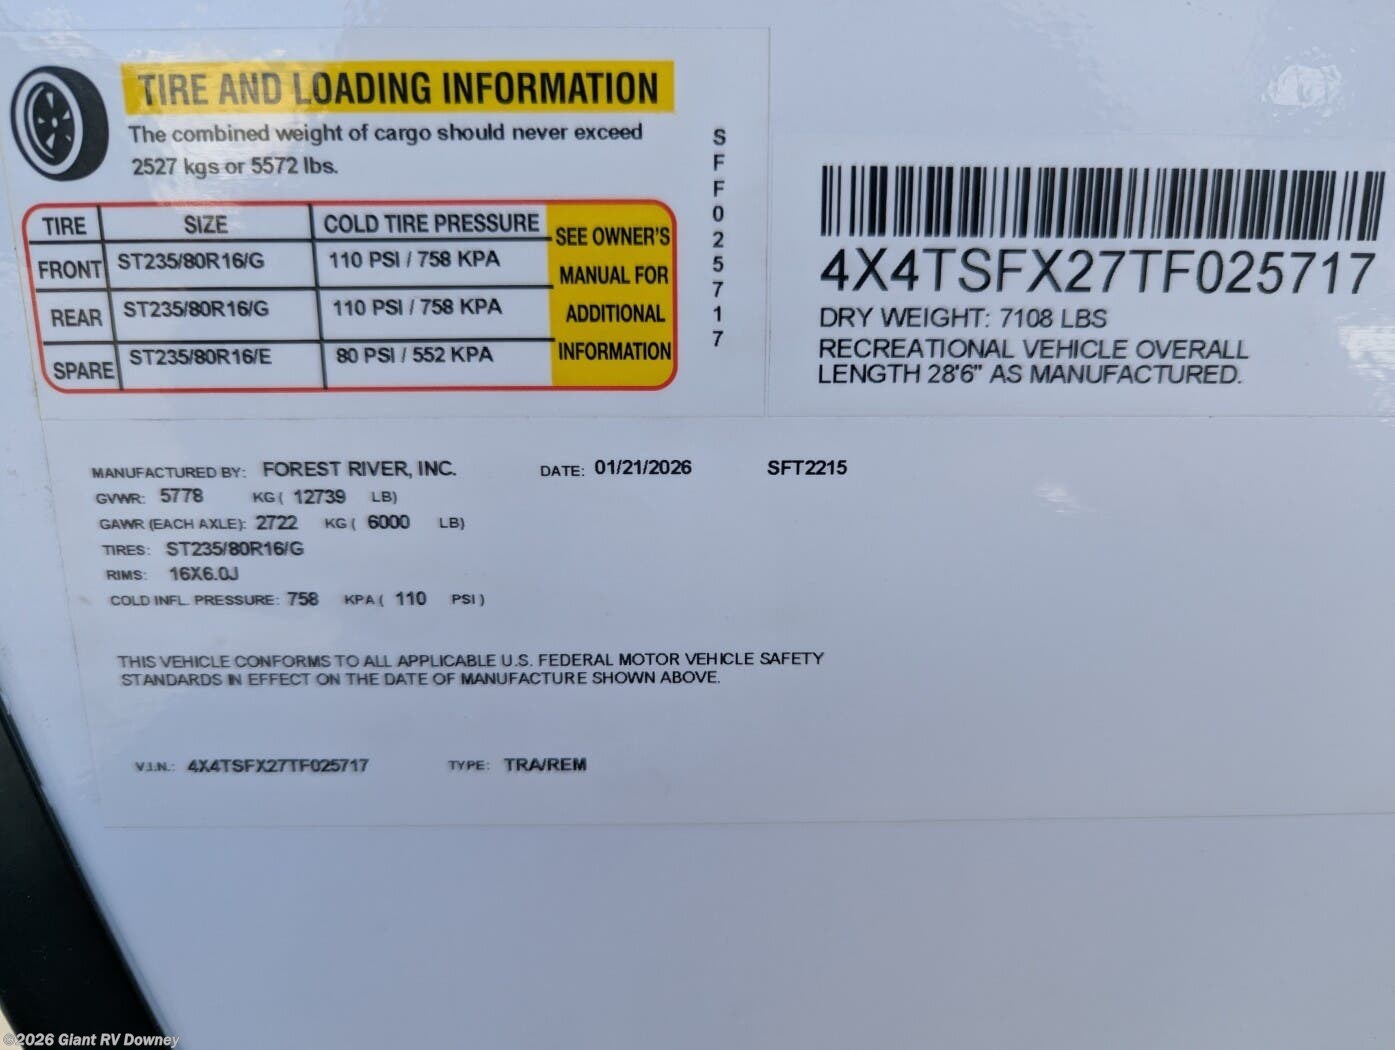 TIRE AND LOADING INFORMATION
The combined weight of cargo should never exceed
2527 kgs or 5572 lbs.
TIRE SIZE COLD TIRE PRESSURE
FRONT ST235/80R16/G 110 PSI / 758 KPA
REAR ST235/80R16/G 110 PSI / 758 KPA
SPARE ST235/80R16/E 80 PSI / 552 KPA
SEE OWNER'S
MANUAL FOR
ADDITIONAL
INFORMATION
SFF025717
4X4TSFX27TF025717
DRY WEIGHT: 7108 LBS
RECREATIONAL VEHICLE OVERALL
LENGTH 28'6" AS MANUFACTURED.
MANUFACTURED BY: FOREST RIVER, INC. DATE: 01/21/2026 SFT2215
GVWR: 5778 KG ( 12739 LB)
GAWR (EACH AXLE): 2722 KG ( 6000 LB)
TIRES: ST235/80R16/G
RIMS: 16X6.0J
COLD INFL. PRESSURE: 758 KPA ( 110 PSI )
THIS VEHICLE CONFORMS TO ALL APPLICABLE U.S. FEDERAL MOTOR VEHICLE SAFETY
STANDARDS IN EFFECT ON THE DATE OF MANUFACTURE SHOWN ABOVE.
V.I.N.: 4X4TSFX27TF025717 TYPE: TRA/REM
©2026 Giant RV Downey